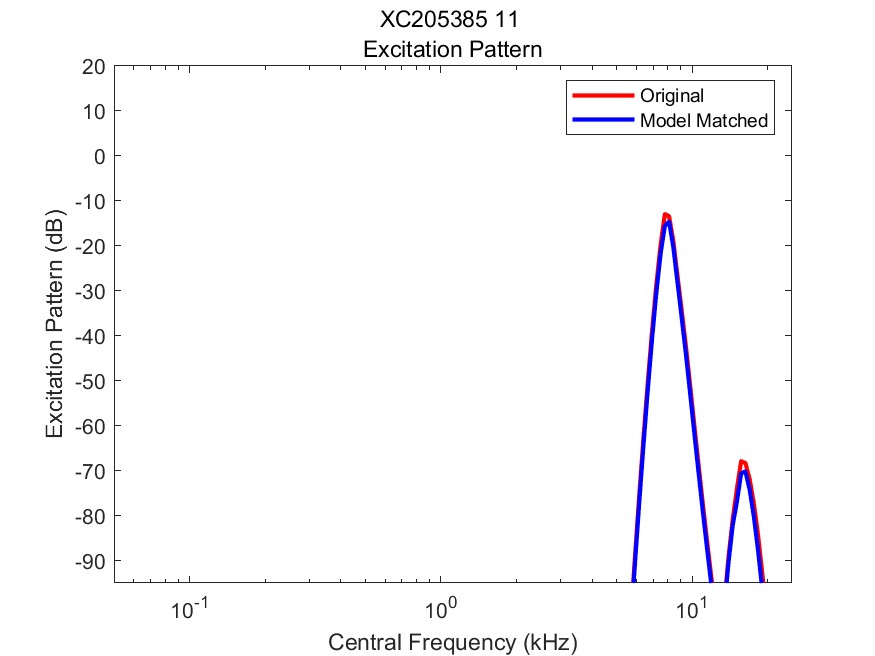 XC205385 11
Excitation Pattern
Original
Model Matched
Excitation Pattern (dB)
20
10
0
-10
-20
-30
-40
-50
-60
-70
-80
-90
10^-1
10^0
10^1
Central Frequency (kHz)